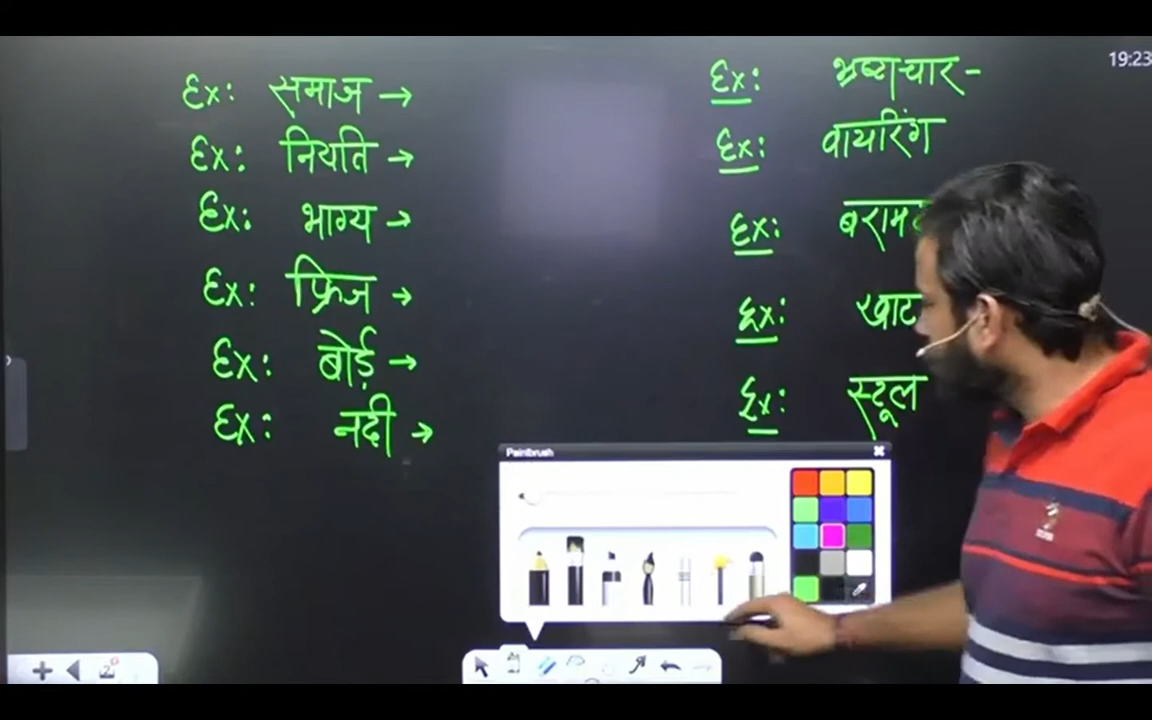 19:23
Ex: समाज →
Ex: नियति →
Ex: भाग्य →
Ex: फ्रिज →
Ex: बोर्ड →
Ex: नदी →
Ex: भ्रष्टाचार-
Ex: वायरिंग
Ex:
Ex: खाट
Ex: स्टूल
Paintbrush